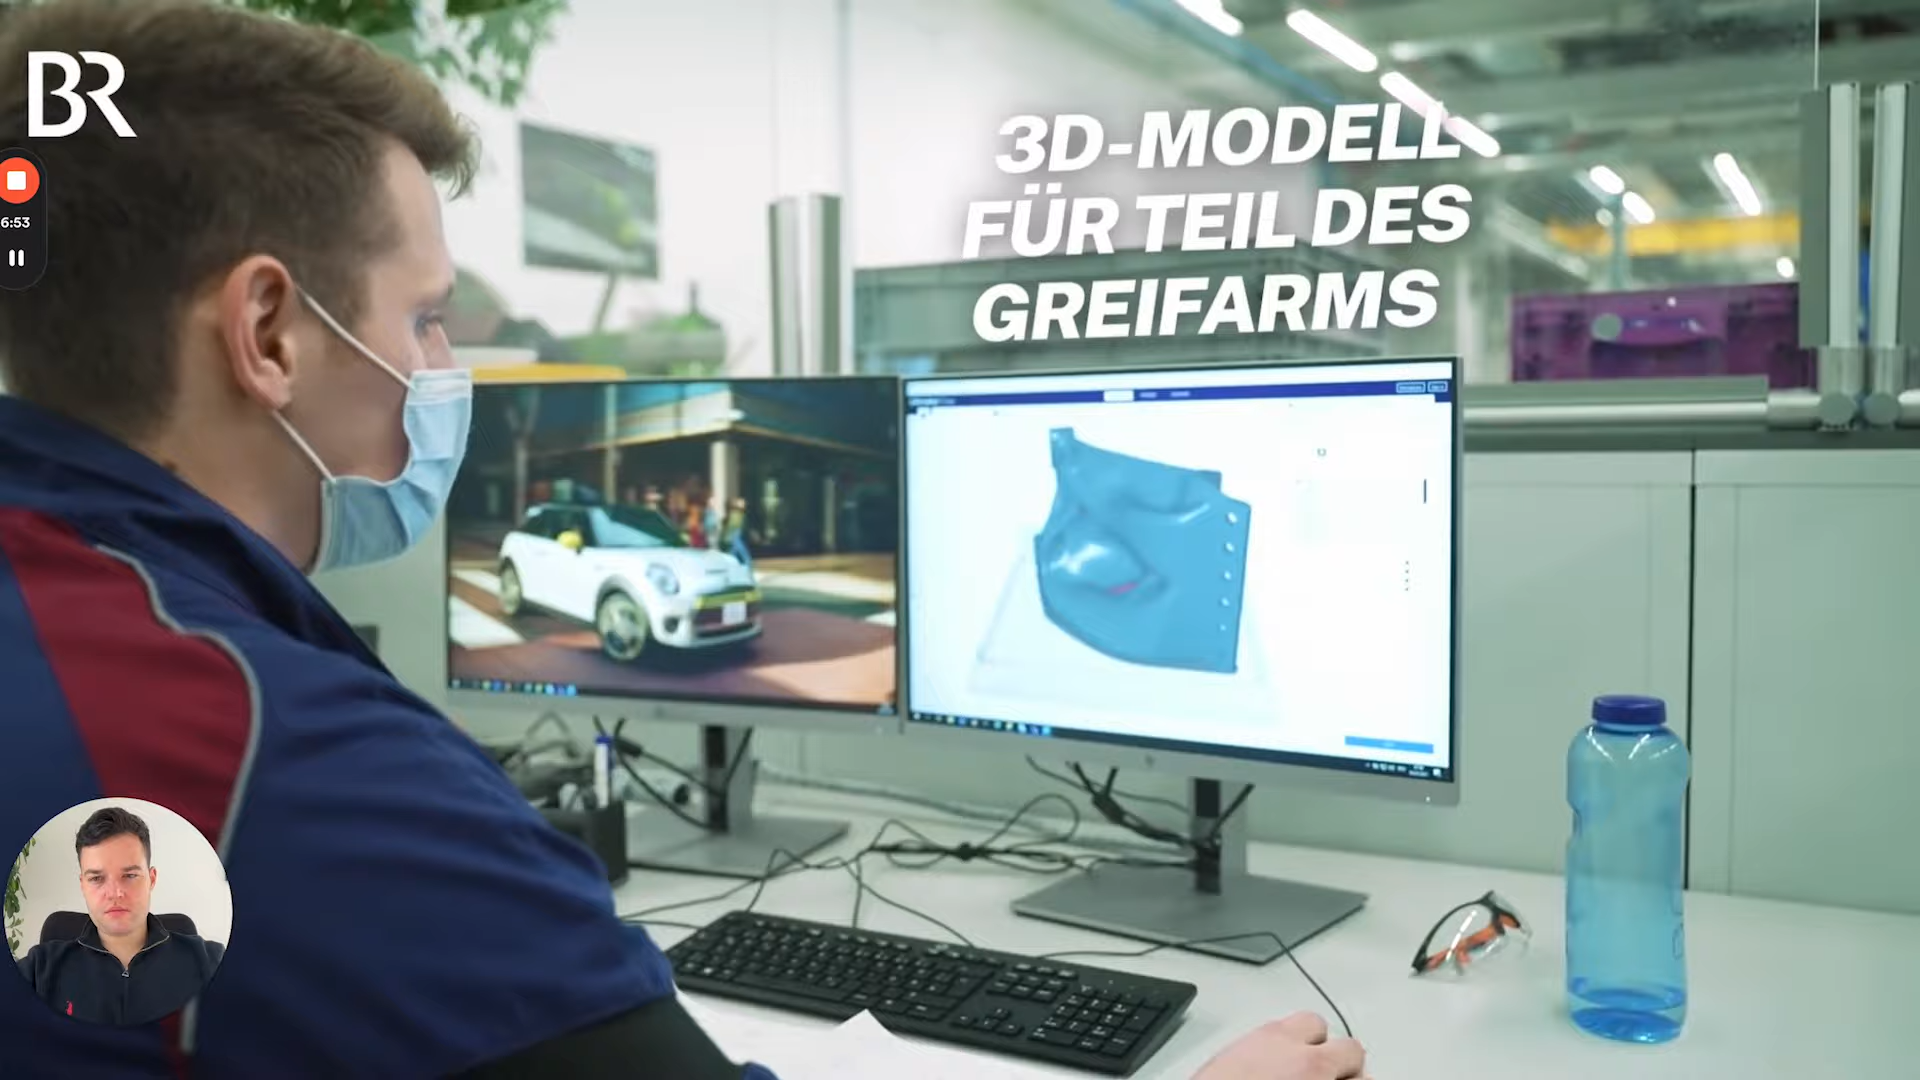 BR
6:53
3D-MODELL
FÜR TEIL DES
GREIFARMS